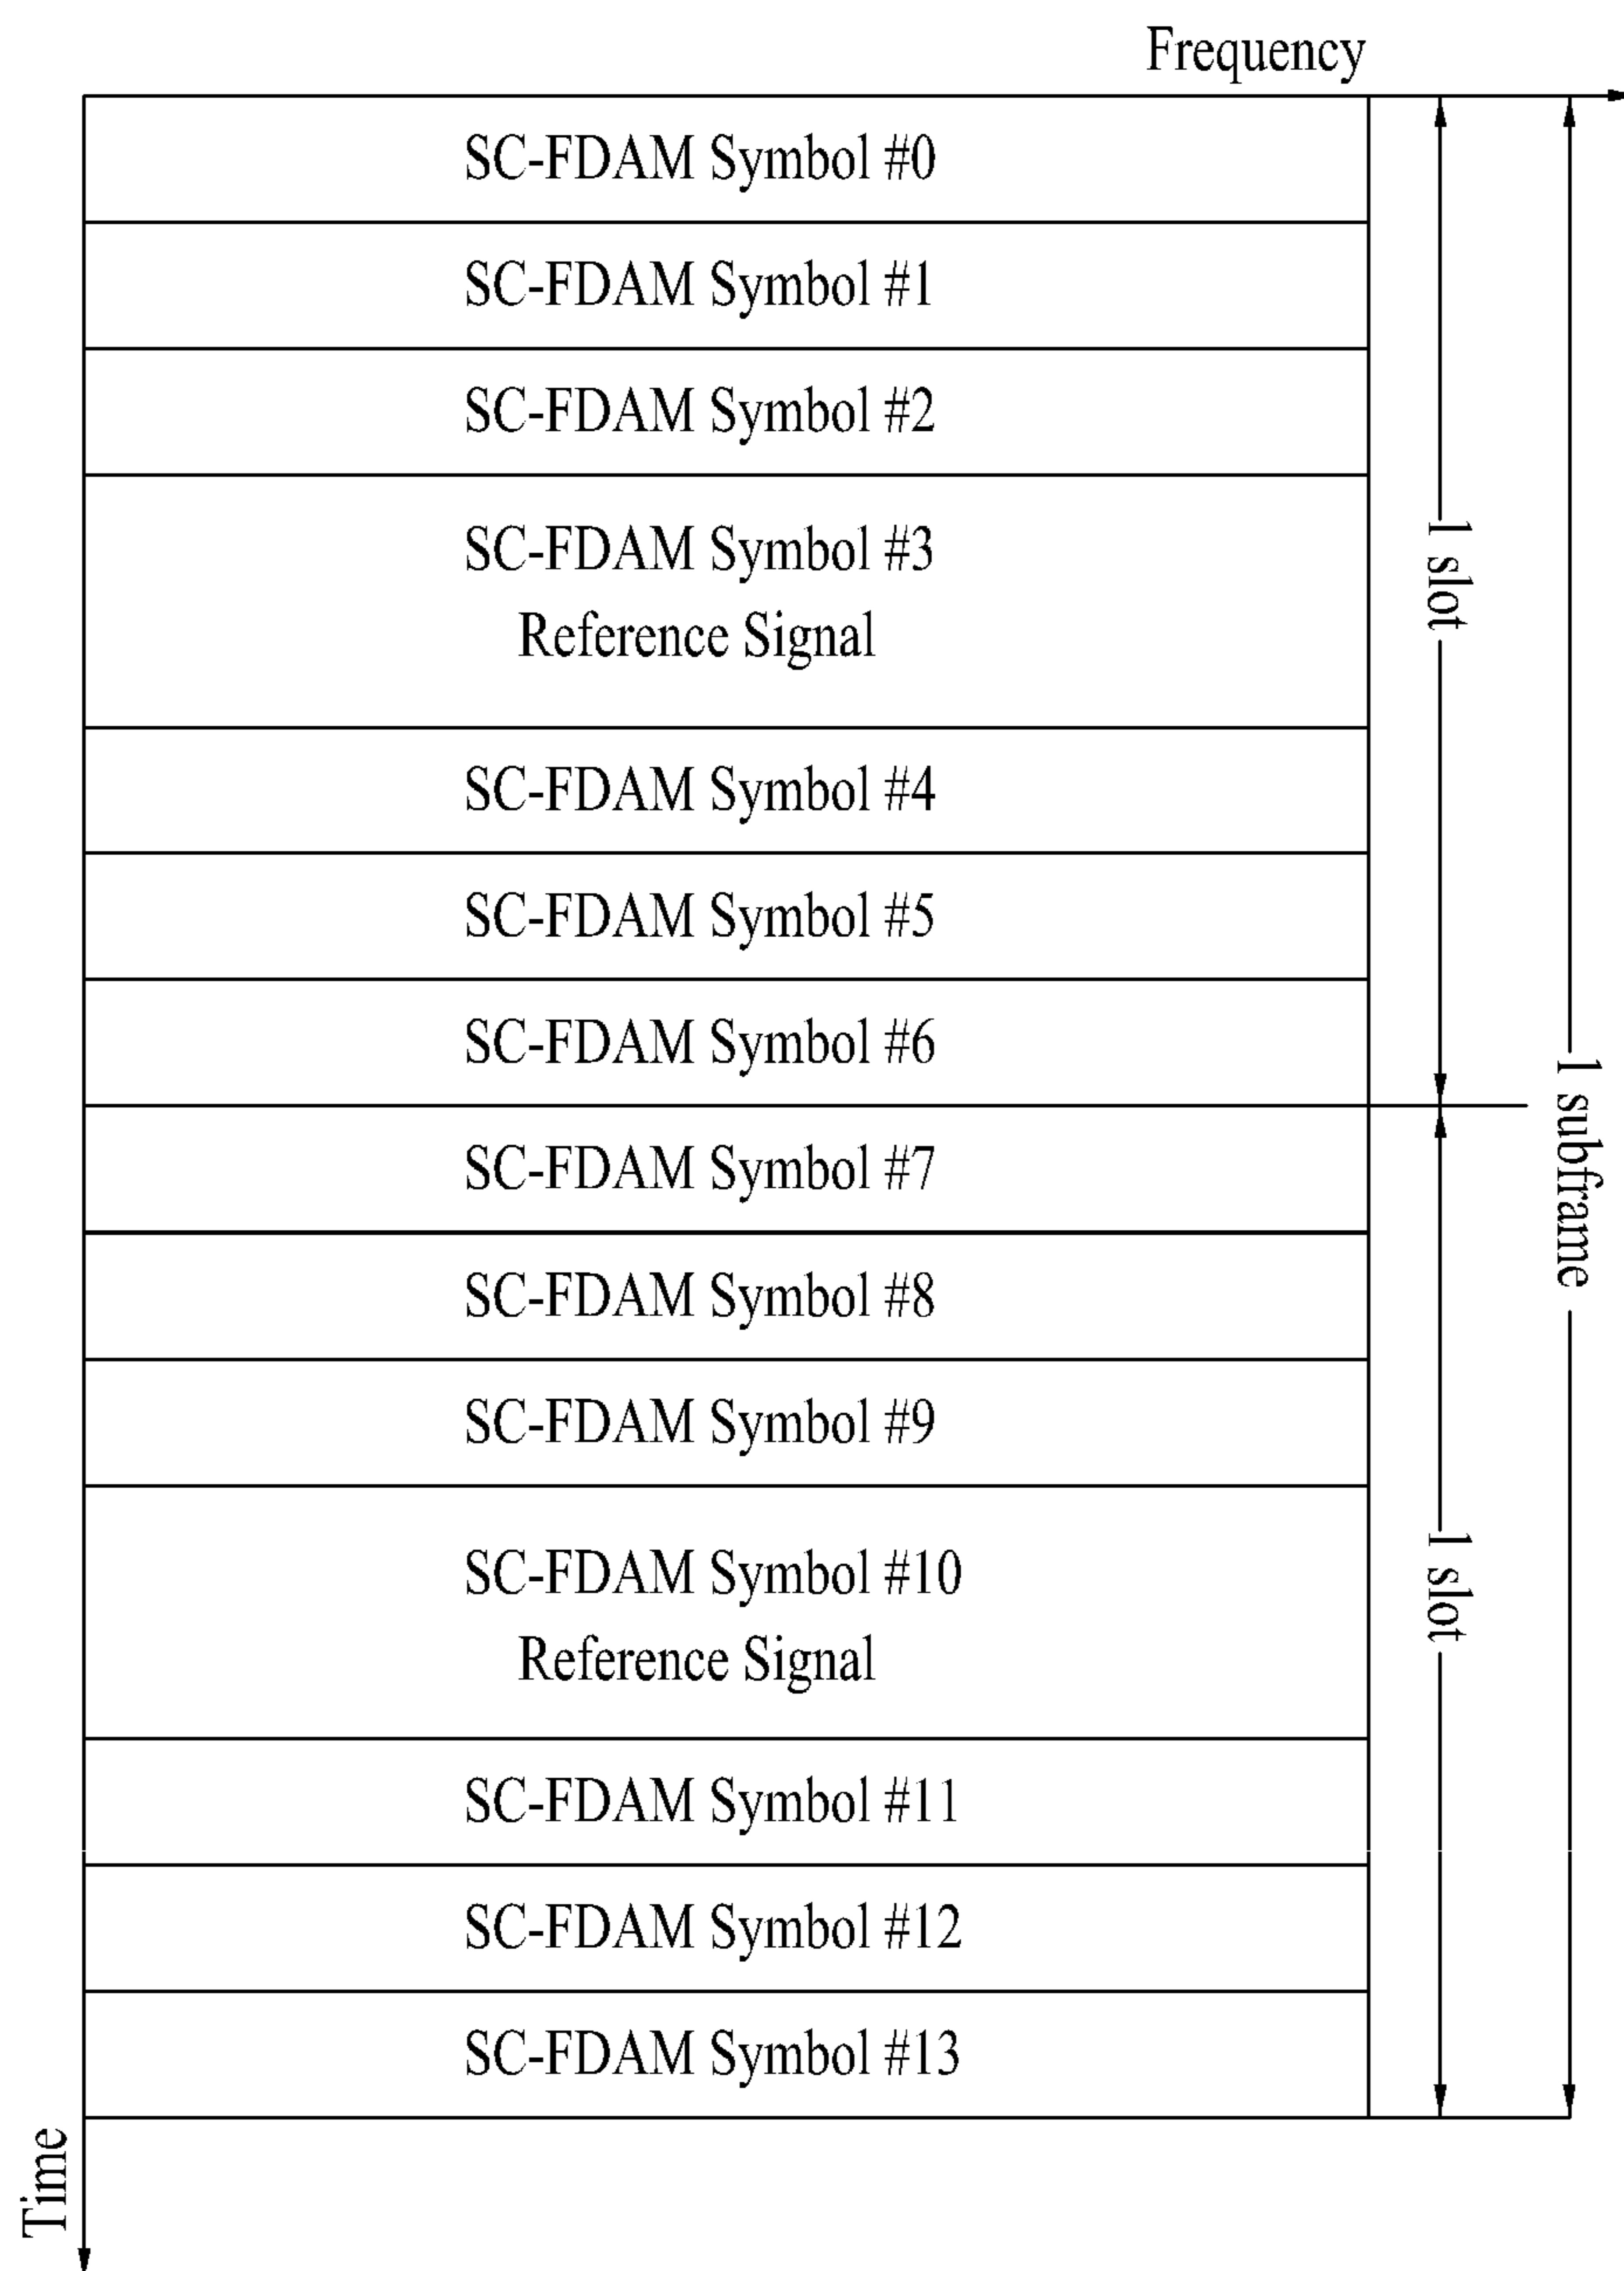 Frequency
SC-FDAM Symbol #0
SC-FDAM Symbol #1
SC-FDAM Symbol #2
SC-FDAM Symbol #3
Reference Signal
1 slot
SC-FDAM Symbol #4
SC-FDAM Symbol #5
SC-FDAM Symbol #6
1 subframe
SC-FDAM Symbol #7
SC-FDAM Symbol #8
SC-FDAM Symbol #9
SC-FDAM Symbol #10
Reference Signal
1 slot
SC-FDAM Symbol #11
SC-FDAM Symbol #12
SC-FDAM Symbol #13
Time